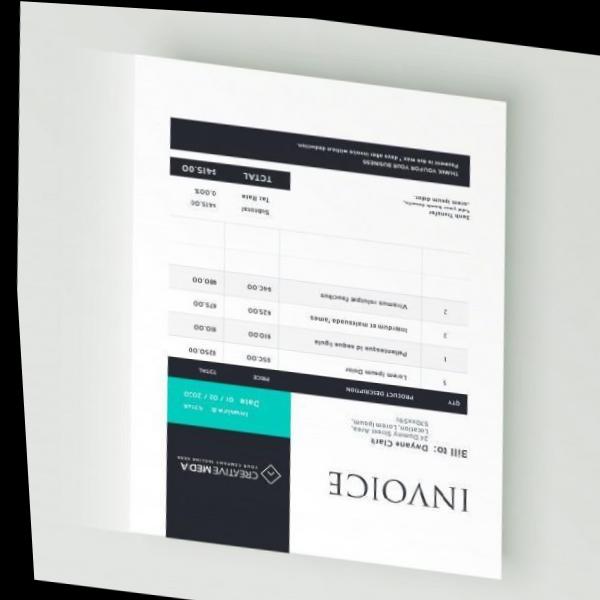 INVOICE
CREATIVE MEDIA
YOUR COMPANY TAGLINE HERE
Bill to: Dwyane Clark
24 Dummy Street Area,
Location, Lorem Ipsum,
570xx59x
Invoice #
Date 01 / 02 / 2020
QTY PRODUCT DESCRIPTION PRICE TOTAL
5 Lorem Ipsum Dolor $50.00 $250.00
1 Pellentesque id neque ligula $10.00 $10.00
3 Interdum et malesuada fames $25.00 $75.00
2 Vivamus volutpat faucibus $40.00 $80.00
Subtotal $415.00
Tax Rate 0.00%
TOTAL $415.00
Bank Transfer
lorem ipsum dolor.
THANK YOU FOR YOUR BUSINESS
Payment is due max 7 days after invoice without deduction.